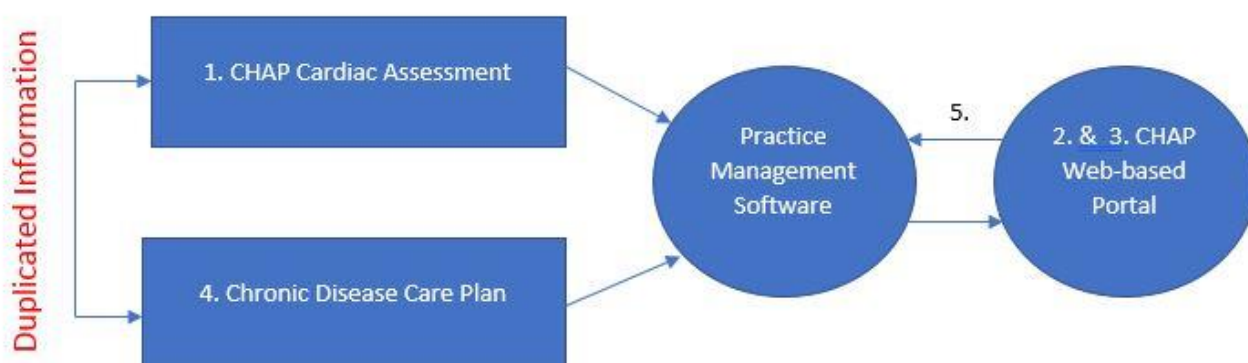 Duplicated Information
1. CHAP Cardiac Assessment
4. Chronic Disease Care Plan
Practice
Management
Software
5.
2. & 3. CHAP
Web-based
Portal